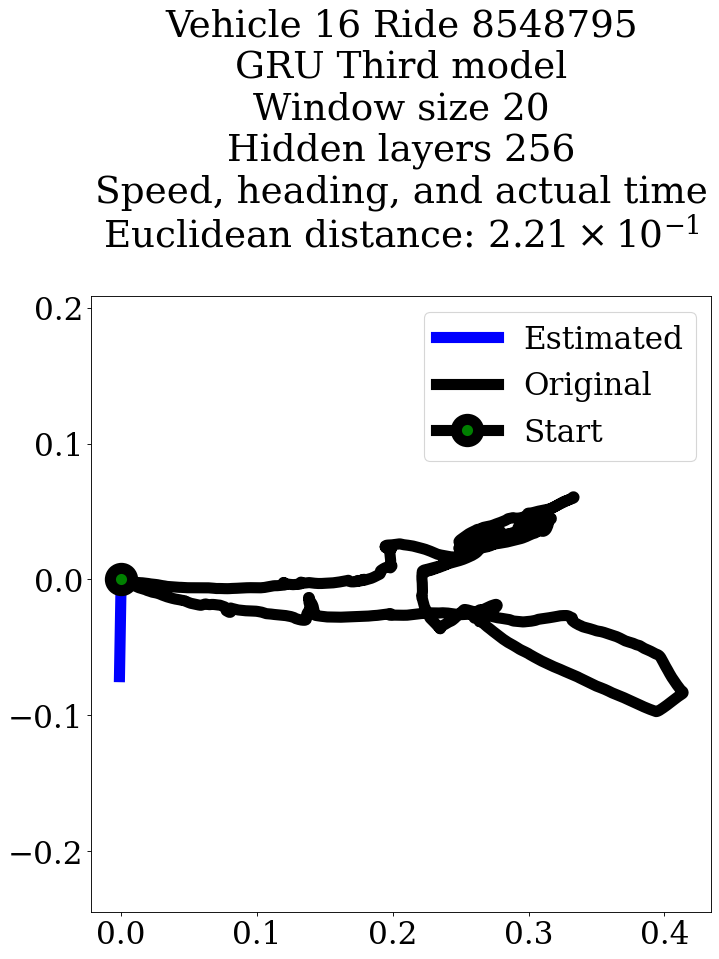 Vehicle 16 Ride 8548795
GRU Third model
Window size 20
Hidden layers 256
Speed, heading, and actual time
Euclidean distance: 2.21 × 10⁻¹
Estimated
Original
Start
0.2
0.1
0.0
−0.1
−0.2
0.0 0.1 0.2 0.3 0.4